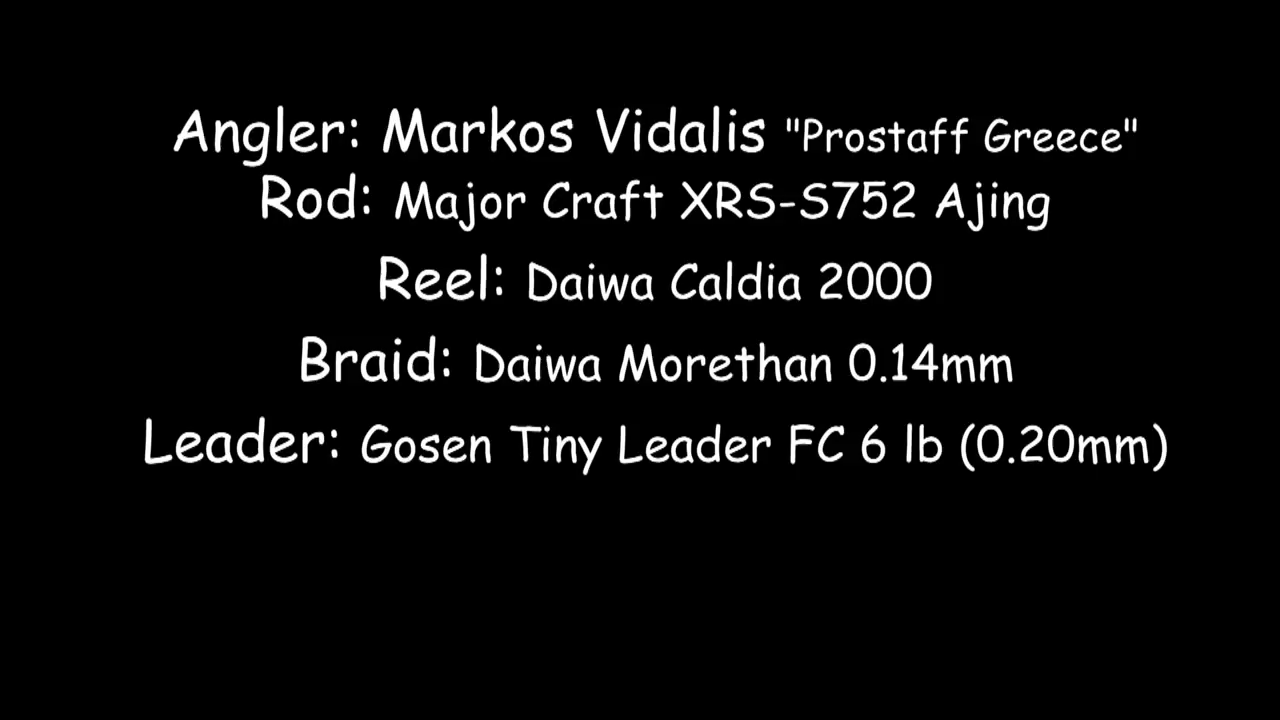 Angler: Markos Vidalis "Prostaff Greece"
Rod: Major Craft XRS-S752 Ajing
Reel: Daiwa Caldia 2000
Braid: Daiwa Morethan 0.14mm
Leader: Gosen Tiny Leader FC 6 lb (0.20mm)